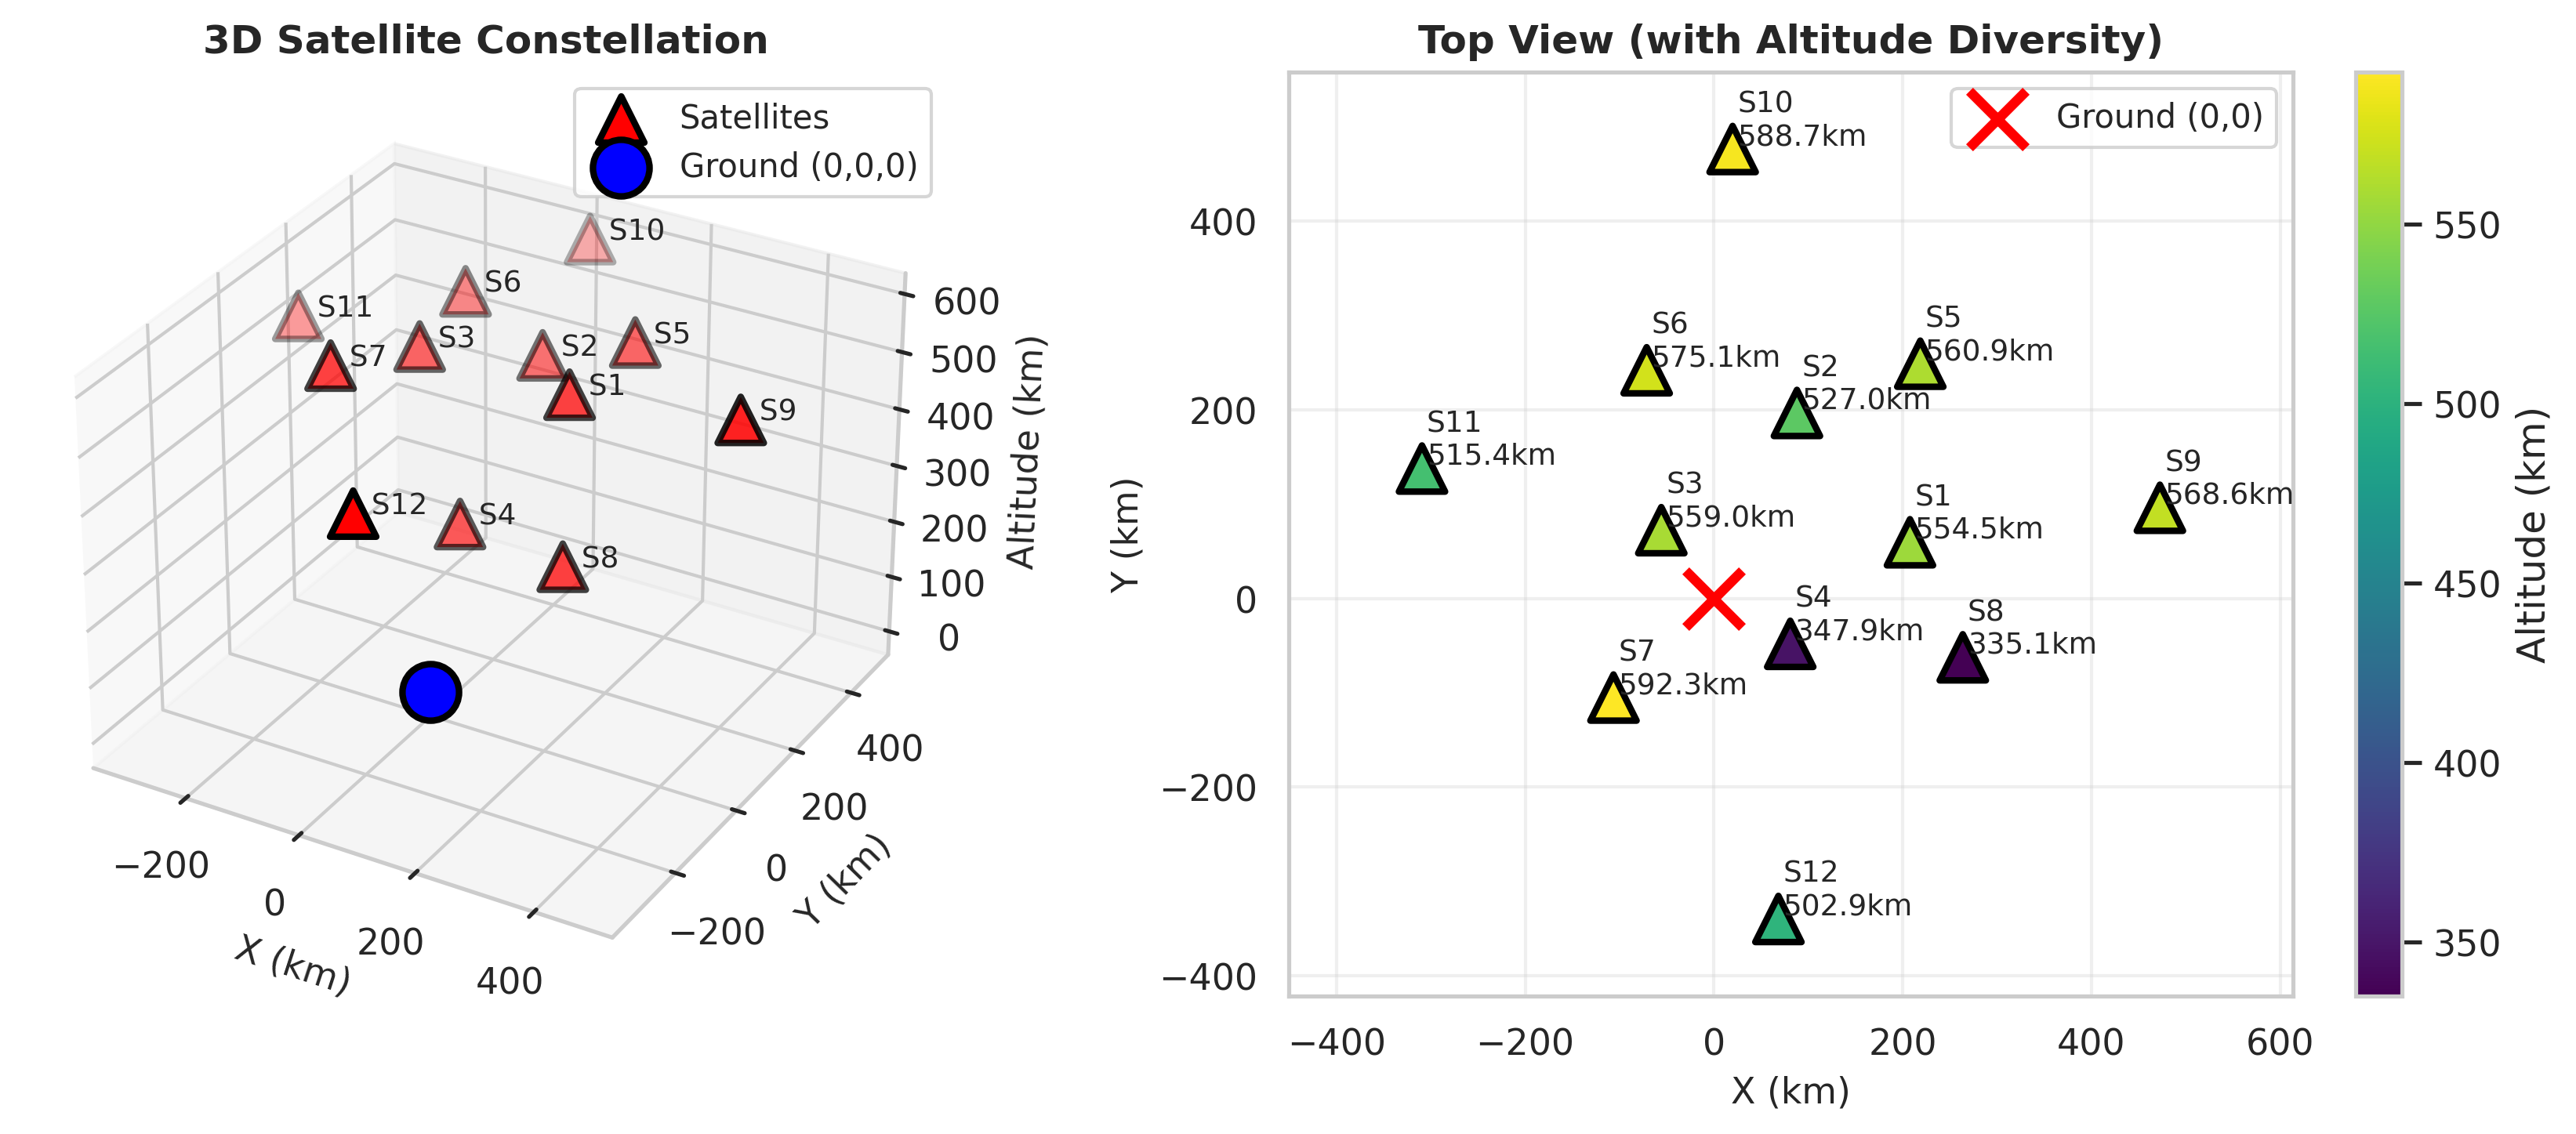 3D Satellite Constellation
Satellites
Ground (0,0,0)
S10
S6
S11
S3
S2
S5
S7
S1
S9
S12
S4
S8
600
500
400
300
200
100
0
Altitude (km)
−200
0
200
400
X (km)
−200
0
200
400
Y (km)
Top View (with Altitude Diversity)
Ground (0,0)
S10
588.7km
S6
575.1km
S5
560.9km
S2
527.0km
S11
515.4km
S9
568.6km
S3
559.0km
S1
554.5km
S4
347.9km
S8
335.1km
S7
592.3km
S12
502.9km
400
200
0
−200
−400
Y (km)
−400
−200
0
200
400
600
X (km)
550
500
450
400
350
Altitude (km)